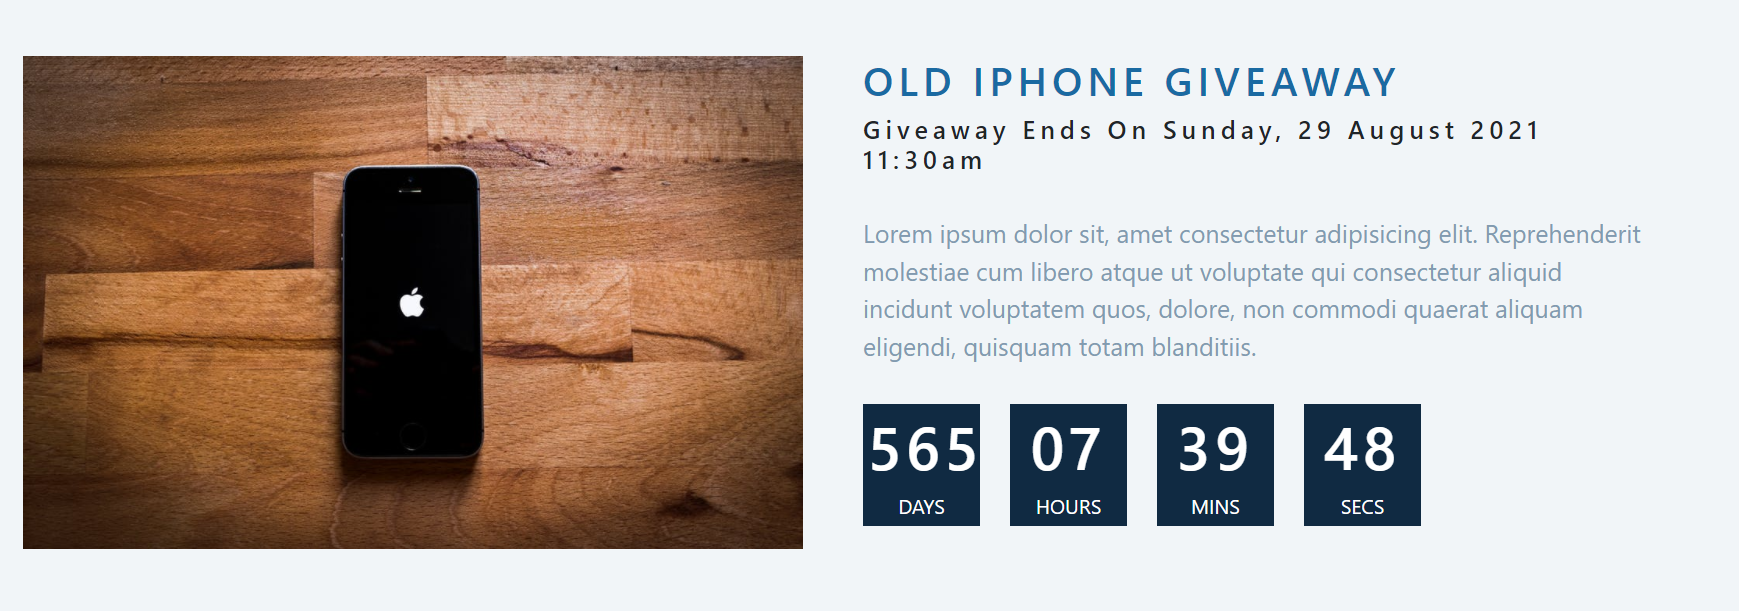 OLD IPHONE GIVEAWAY
Giveaway Ends On Sunday, 29 August 2021
11:30am
Lorem ipsum dolor sit, amet consectetur adipisicing elit. Reprehenderit
molestiae cum libero atque ut voluptate qui consectetur aliquid
incidunt voluptatem quos, dolore, non commodi quaerat aliquam
eligendi, quisquam totam blanditiis.
565 07 39 48
DAYS HOURS MINS SECS